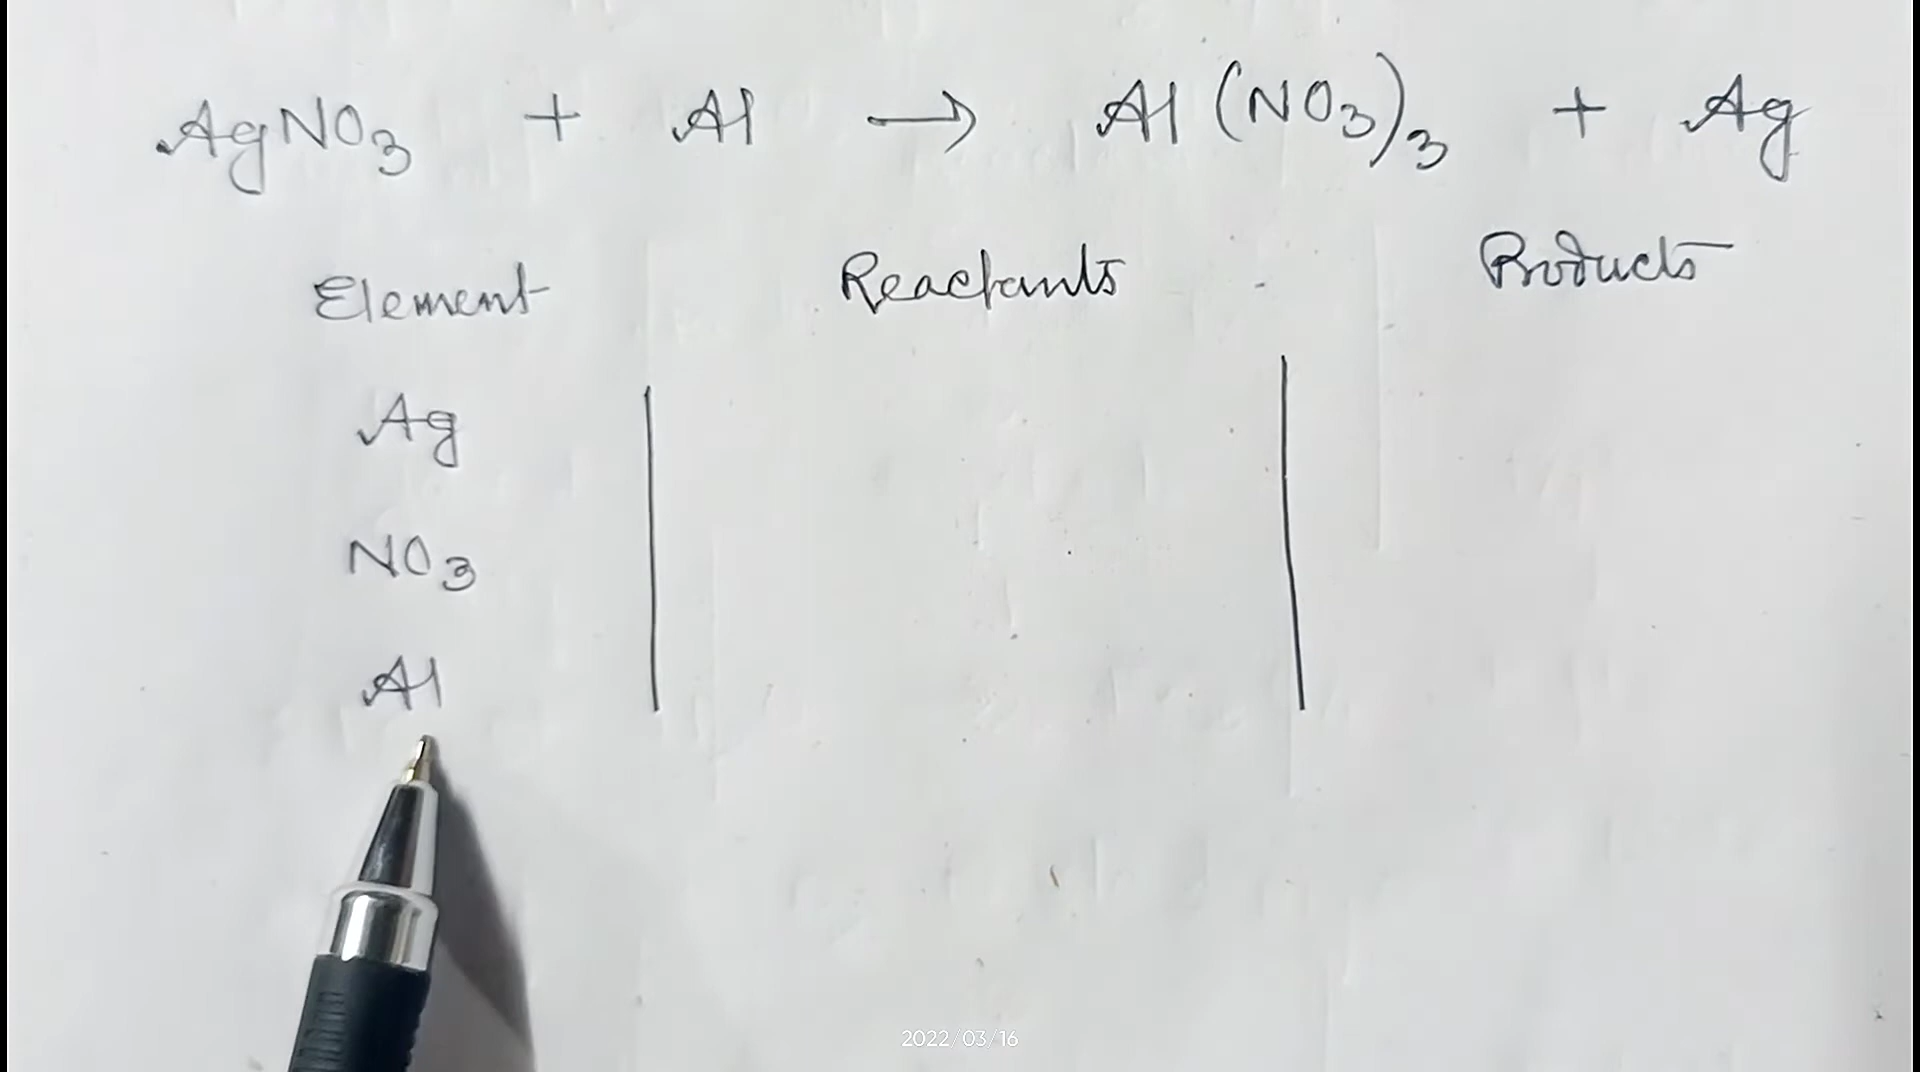 AgNO₃ + Al → Al(NO₃)₃ + Ag
Element Reactants Products
Ag
NO₃
Al
2022/03/16